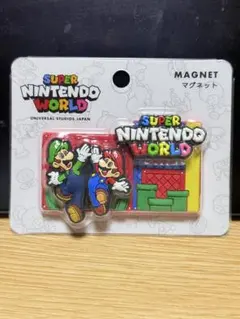 SUPER
NINTENDO
WORLD
UNIVERSAL STUDIOS JAPAN
MAGNET
マグネット
SUPER
NINTENDO
WORLD